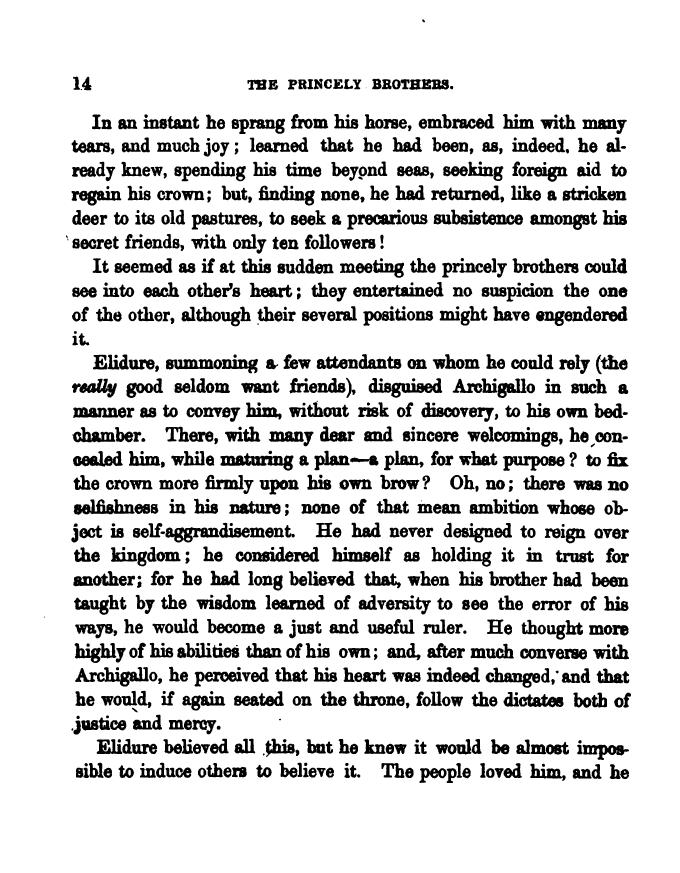 14 THE PRINCELY BROTHERS.
In an instant he sprang from his horse, embraced him with many
tears, and much joy; learned that he had been, as, indeed, he al-
ready knew, spending his time beyond seas, seeking foreign aid to
regain his crown; but, finding none, he had returned, like a stricken
deer to its old pastures, to seek a precarious subsistence amongst his
secret friends, with only ten followers!
It seemed as if at this sudden meeting the princely brothers could
see into each other's heart; they entertained no suspicion the one
of the other, although their several positions might have engendered
it.
Elidure, summoning a few attendants on whom he could rely (the
really good seldom want friends), disguised Archigallo in such a
manner as to convey him, without risk of discovery, to his own bed-
chamber. There, with many dear and sincere welcomings, he con-
cealed him, while maturing a plan—a plan, for what purpose? to fix
the crown more firmly upon his own brow? Oh, no; there was no
selfishness in his nature; none of that mean ambition whose ob-
ject is self-aggrandisement. He had never designed to reign over
the kingdom; he considered himself as holding it in trust for
another; for he had long believed that, when his brother had been
taught by the wisdom learned of adversity to see the error of his
ways, he would become a just and useful ruler. He thought more
highly of his abilities than of his own; and, after much converse with
Archigallo, he perceived that his heart was indeed changed, and that
he would, if again seated on the throne, follow the dictates both of
justice and mercy.
Elidure believed all this, but he knew it would be almost impos-
sible to induce others to believe it. The people loved him, and he